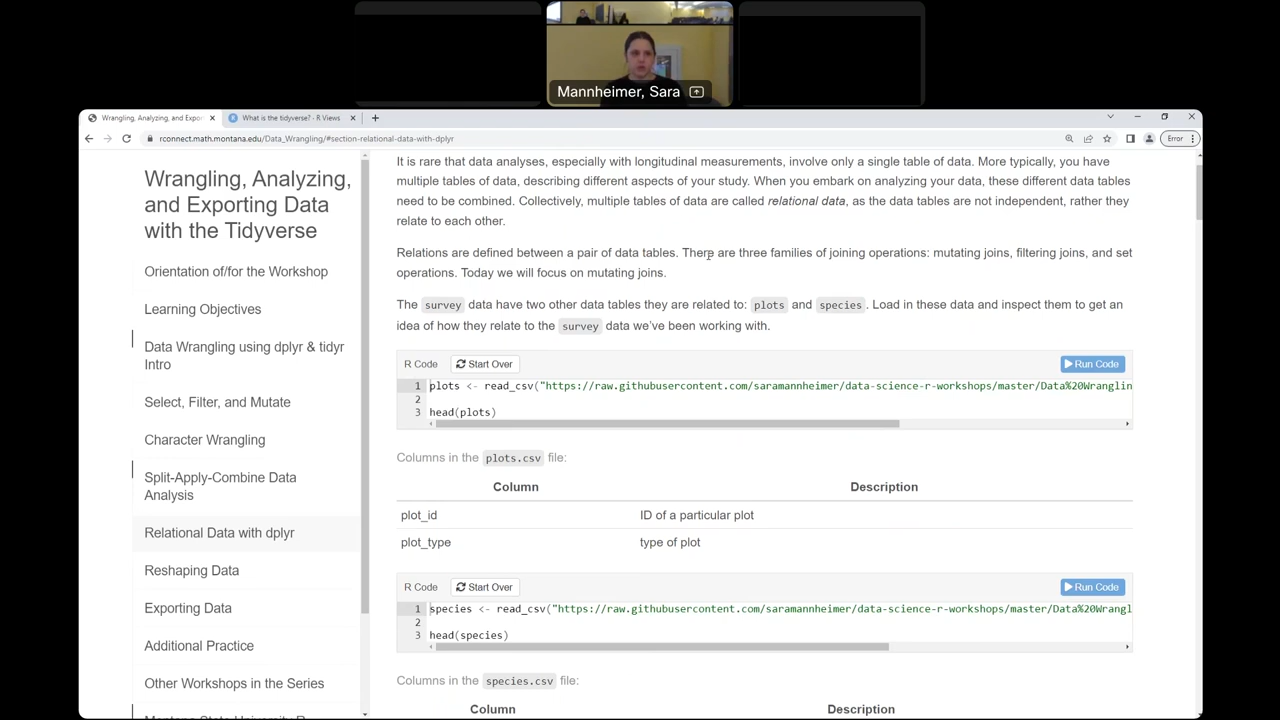 Mannheimer, Sara
Wrangling, Analyzing, and Expor
What is the tidyverse? · R Views
rconnect.math.montana.edu/Data_Wrangling/#section-relational-data-with-dplyr
Error
Wrangling, Analyzing,
and Exporting Data
with the Tidyverse
Orientation of/for the Workshop
Learning Objectives
Data Wrangling using dplyr & tidyr
Intro
Select, Filter, and Mutate
Character Wrangling
Split-Apply-Combine Data
Analysis
Relational Data with dplyr
Reshaping Data
Exporting Data
Additional Practice
Other Workshops in the Series
Montana State University R
It is rare that data analyses, especially with longitudinal measurements, involve only a single table of data. More typically, you have
multiple tables of data, describing different aspects of your study. When you embark on analyzing your data, these different data tables
need to be combined. Collectively, multiple tables of data are called relational data, as the data tables are not independent, rather they
relate to each other.
Relations are defined between a pair of data tables. There are three families of joining operations: mutating joins, filtering joins, and set
operations. Today we will focus on mutating joins.
The survey data have two other data tables they are related to: plots and species. Load in these data and inspect them to get an
idea of how they relate to the survey data we've been working with.
R Code Start Over Run Code
1 plots <- read_csv("https://raw.githubusercontent.com/saramannheimer/data-science-r-workshops/master/Data%20Wranglin
2
3 head(plots)
Columns in the plots.csv file:
Column Description
plot_id ID of a particular plot
plot_type type of plot
R Code Start Over Run Code
1 species <- read_csv("https://raw.githubusercontent.com/saramannheimer/data-science-r-workshops/master/Data%20Wrangl
2
3 head(species)
Columns in the species.csv file:
Column Description